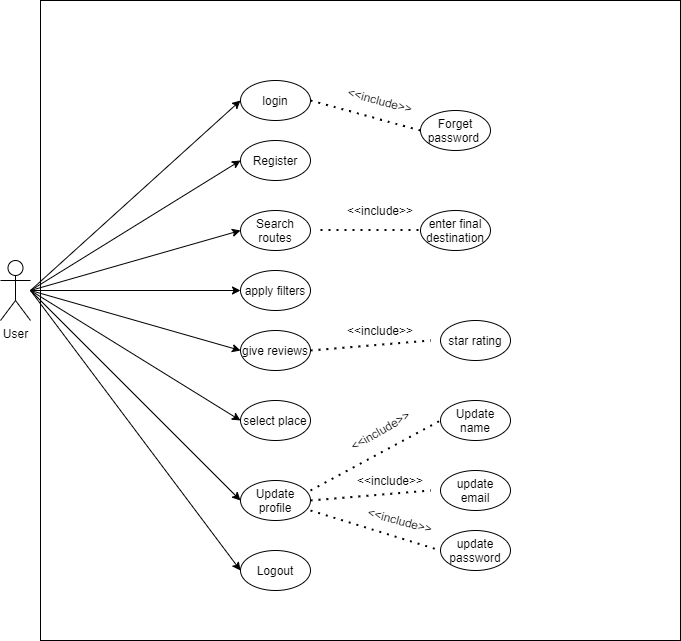 login
<<include>>
Forget
password
Register
Search
routes
<<include>>
enter final
destination
User
apply filters
give reviews
<<include>>
star rating
select place
<<include>>
Update
name
Update
profile
<<include>>
update
email
<<include>>
update
password
Logout